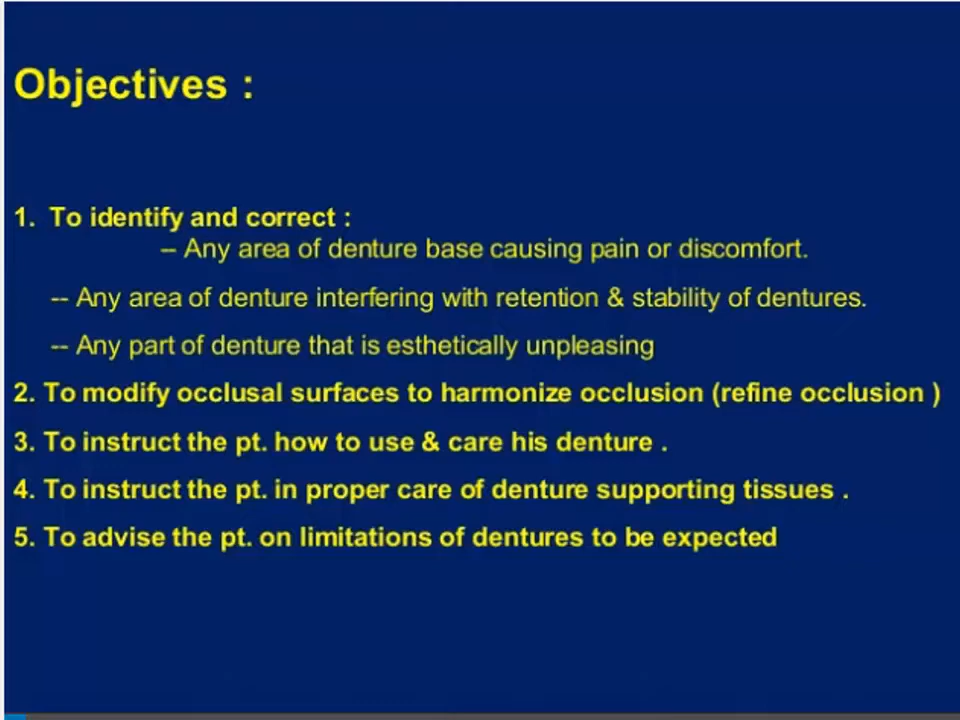 Objectives :
1. To identify and correct :
-- Any area of denture base causing pain or discomfort.
-- Any area of denture interfering with retention & stability of dentures.
-- Any part of denture that is esthetically unpleasing
2. To modify occlusal surfaces to harmonize occlusion (refine occlusion )
3. To instruct the pt. how to use & care his denture .
4. To instruct the pt. in proper care of denture supporting tissues .
5. To advise the pt. on limitations of dentures to be expected